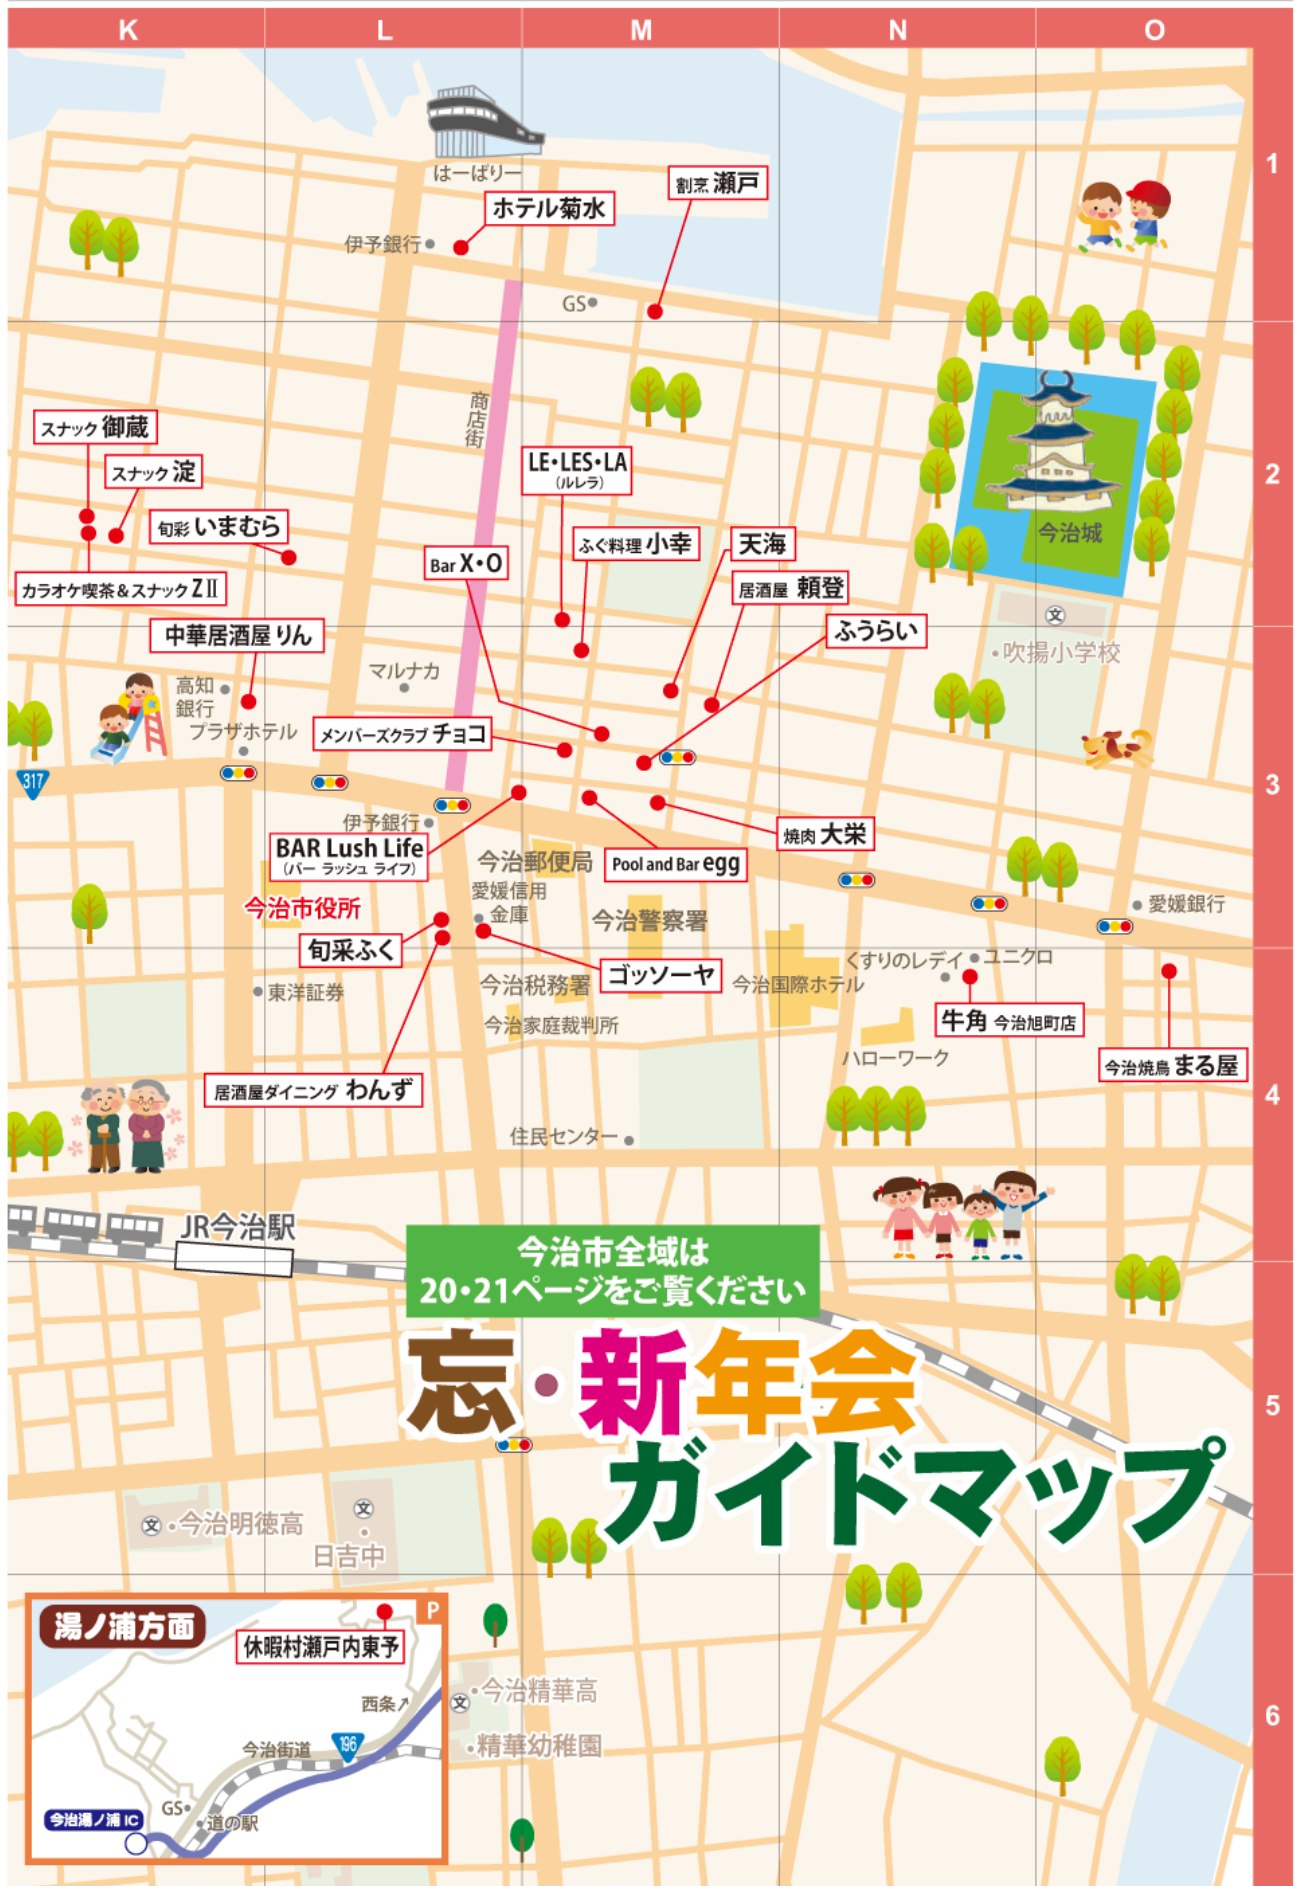 K L M N O
1
はーばりー
割烹 瀬戸
ホテル菊水
伊予銀行
GS
商店街
スナック 御蔵
スナック 淀
旬彩 いまむら
カラオケ喫茶＆スナック ZⅡ
LE・LES・LA
(ルレラ)
2
ふぐ料理 小幸
天海
Bar X・O
居酒屋 頼登
今治城
文
吹揚小学校
ふうらい
中華居酒屋 りん
高知
銀行
マルナカ
プラザホテル
メンバーズクラブ チョコ
317
3
伊予銀行
BAR Lush Life
(バー ラッシュ ライフ)
今治郵便局
Pool and Bar egg
焼肉 大栄
愛媛信用
金庫
今治市役所
今治警察署
愛媛銀行
旬采ふく
ゴッソーヤ
くすりのレディ
ユニクロ
東洋証券
今治税務署
今治国際ホテル
今治家庭裁判所
牛角 今治旭町店
ハローワーク
今治焼鳥 まる屋
居酒屋ダイニング わんず
4
住民センター
JR今治駅
今治市全域は
20・21ページをご覧ください
忘・新年会
ガイドマップ
5
文
今治明徳高
文
日吉中
湯ノ浦方面
P
休暇村瀬戸内東予
西条
今治街道
196
GS
道の駅
今治湯ノ浦 IC
文
今治精華高
精華幼稚園
6